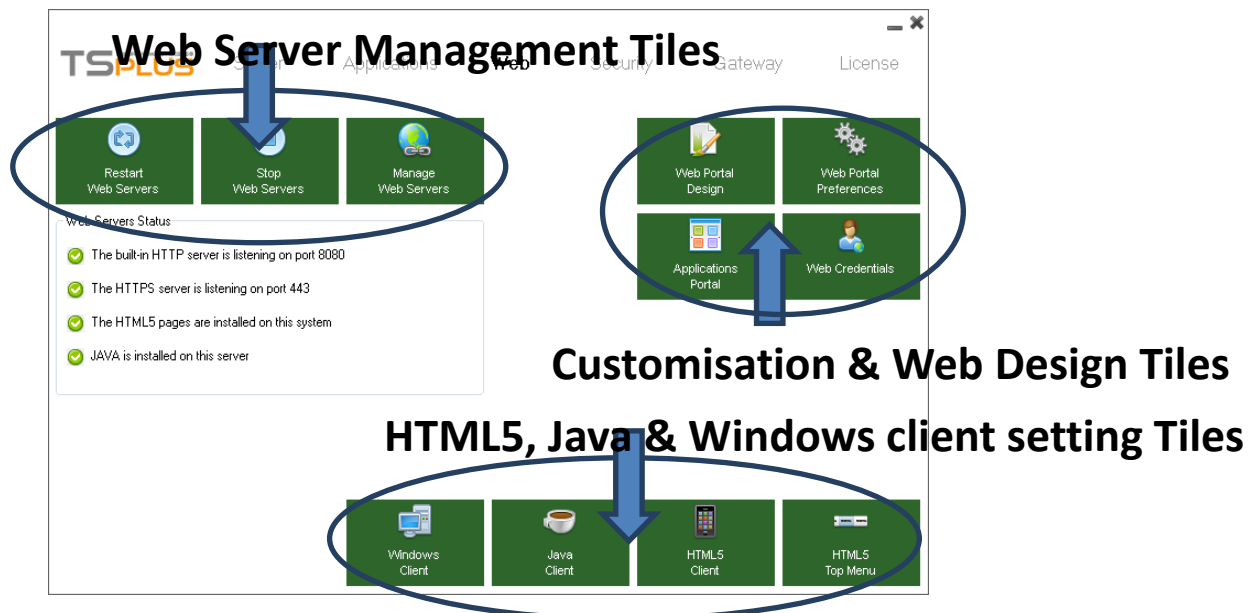 Web Server Management Tiles
TSPLUS Server Applications Web Security Gateway License
Restart
Web Servers
Stop
Web Servers
Manage
Web Servers
Web Portal
Design
Web Portal
Preferences
Web Servers Status
The built-in HTTP server is listening on port 8080
The HTTPS server is listening on port 443
The HTML5 pages are installed on this system
JAVA is installed on this server
Applications
Portal
Web Credentials
Customisation & Web Design Tiles
HTML5, Java & Windows client setting Tiles
Windows
Client
Java
Client
HTML5
Client
HTML5
Top Menu